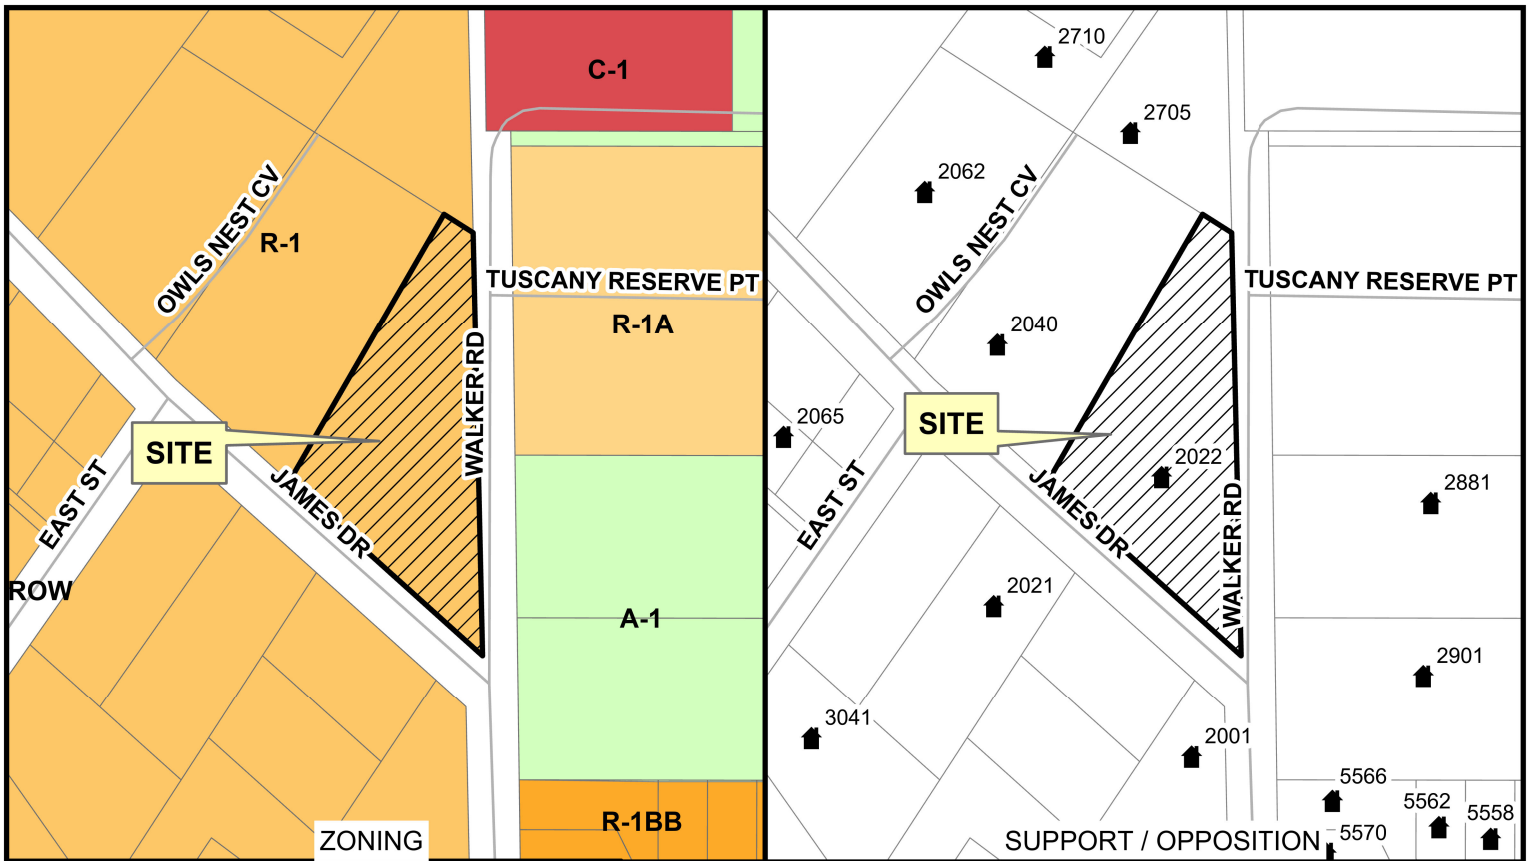 C-1
OWLS NEST CV
R-1
TUSCANY RESERVE PT
R-1A
WALKER RD
SITE
JAMES DR
EAST ST
ROW
A-1
R-1BB
ZONING
2710
2705
2062
OWLS NEST CV
TUSCANY RESERVE PT
2040
2065
SITE
2022
JAMES DR
WALKER RD
EAST ST
2881
2021
2901
3041
2001
5566
5562
5558
5570
SUPPORT / OPPOSITION